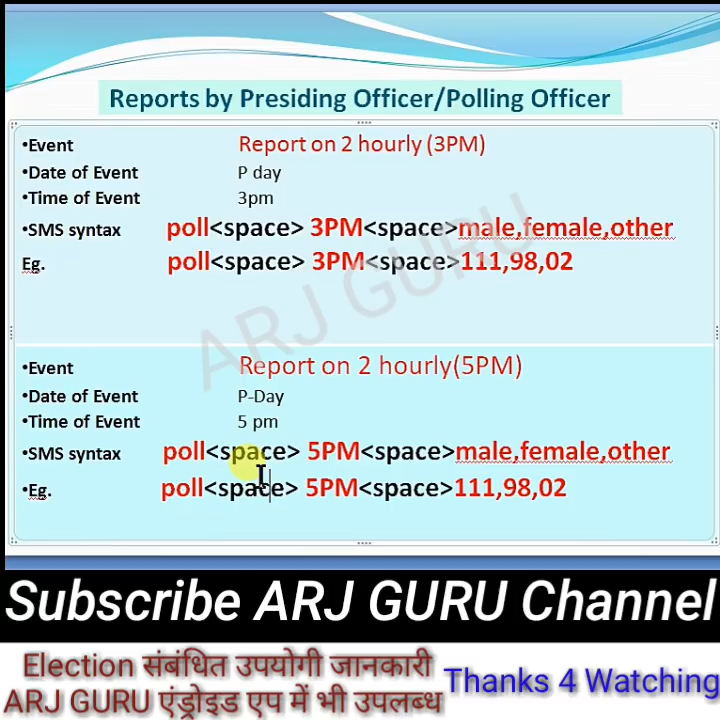 Reports by Presiding Officer/Polling Officer
•Event Report on 2 hourly (3PM)
•Date of Event P day
•Time of Event 3pm
•SMS syntax poll<space> 3PM<space>male,female,other
Eg. poll<space> 3PM<space>111,98,02
ARJ GURU
•Event Report on 2 hourly(5PM)
•Date of Event P-Day
•Time of Event 5 pm
•SMS syntax poll<space> 5PM<space>male,female,other
•Eg. poll<space> 5PM<space>111,98,02
Subscribe ARJ GURU Channel
Election संबंधित उपयोगी जानकारी
ARJ GURU एंड्रोइड एप में भी उपलब्ध
Thanks 4 Watching